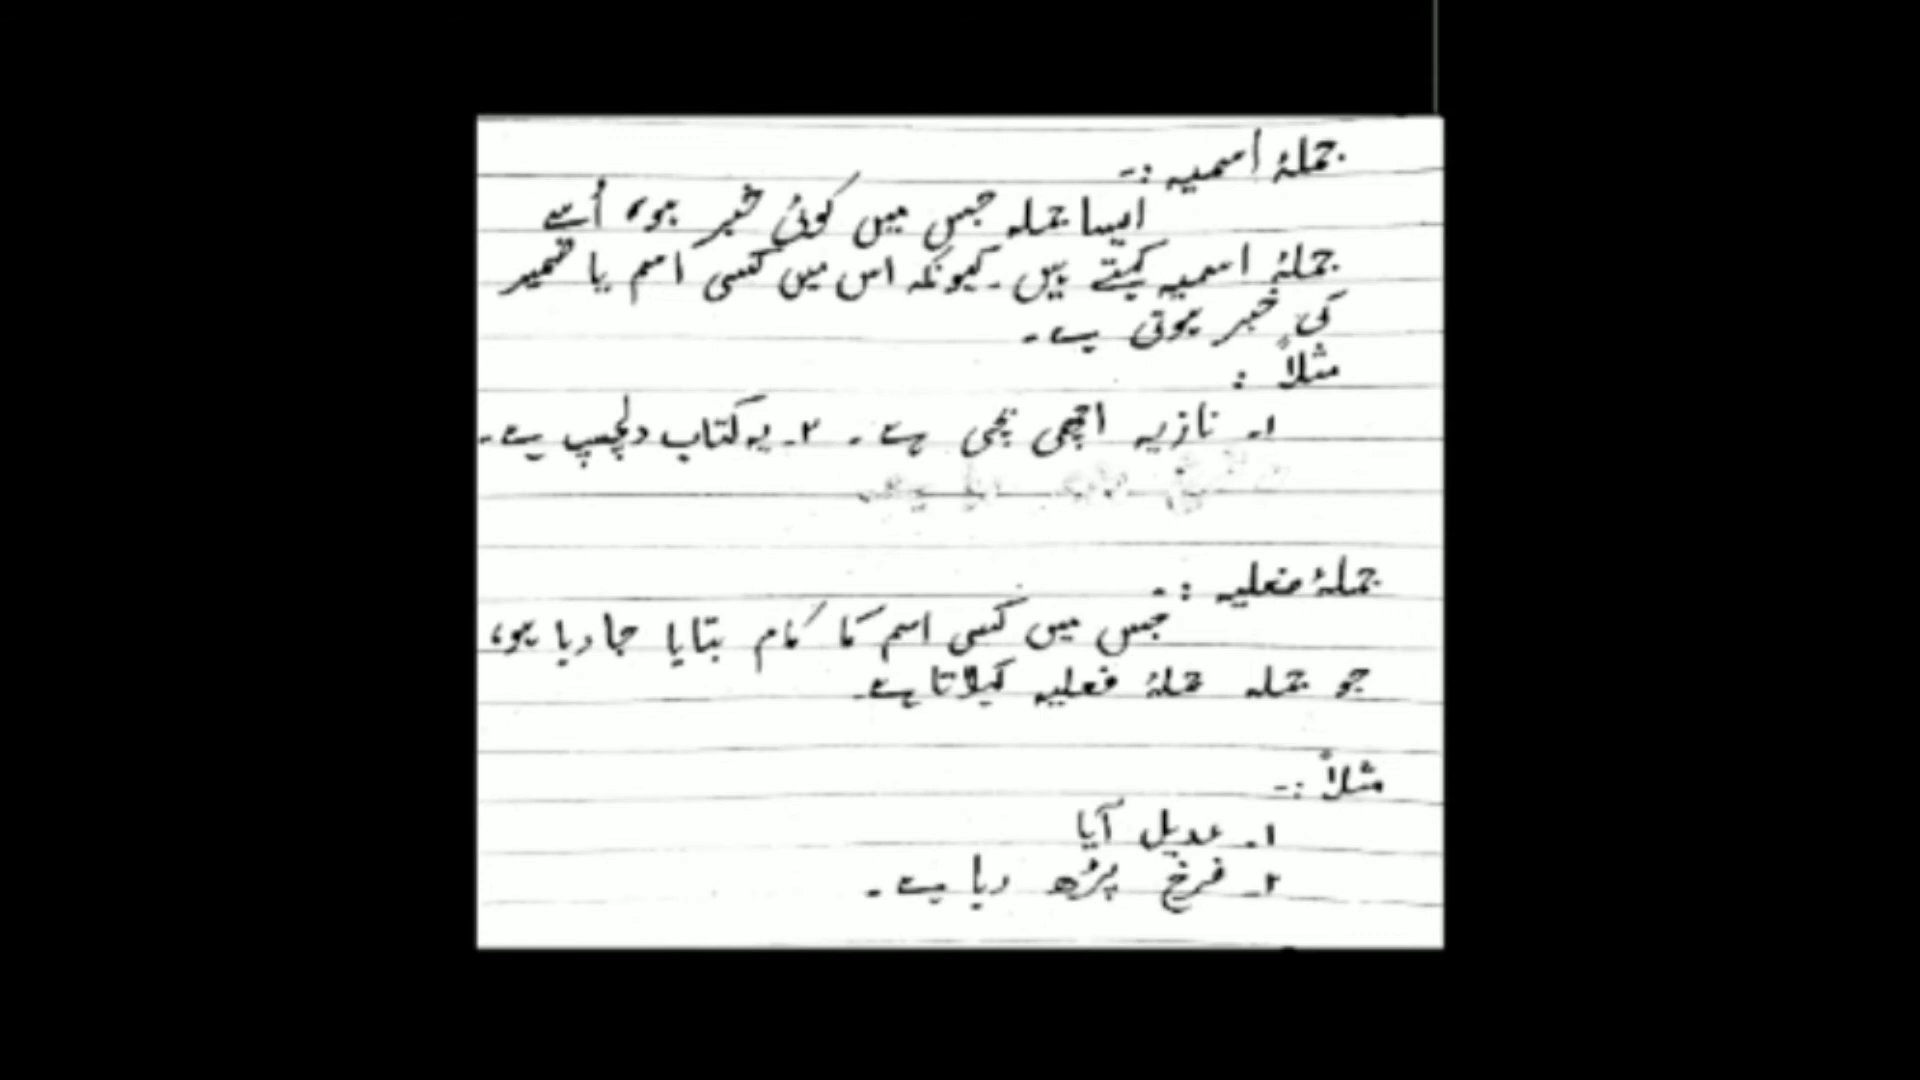 جملۂ اسمیہ :-
ایسا جملہ جس میں کوئی خبر ہو، اُسے
جملۂ اسمیہ کہتے ہیں۔ کیونکہ اس میں کسی اسم یا ضمیر
کی خبر ہوتی ہے۔
مثلاً :
۱۔ نازیہ اچھی بچی ہے۔ ۲۔ یہ کتاب دلچسپ ہے۔
جملۂ فعلیہ :-
جس میں کسی اسم کا کام بتایا جا رہا ہو،
جو جملہ جملۂ فعلیہ کہلاتا ہے۔
مثلاً :-
۱۔ عدیل آیا
۲۔ فرخ پڑھ رہا ہے۔